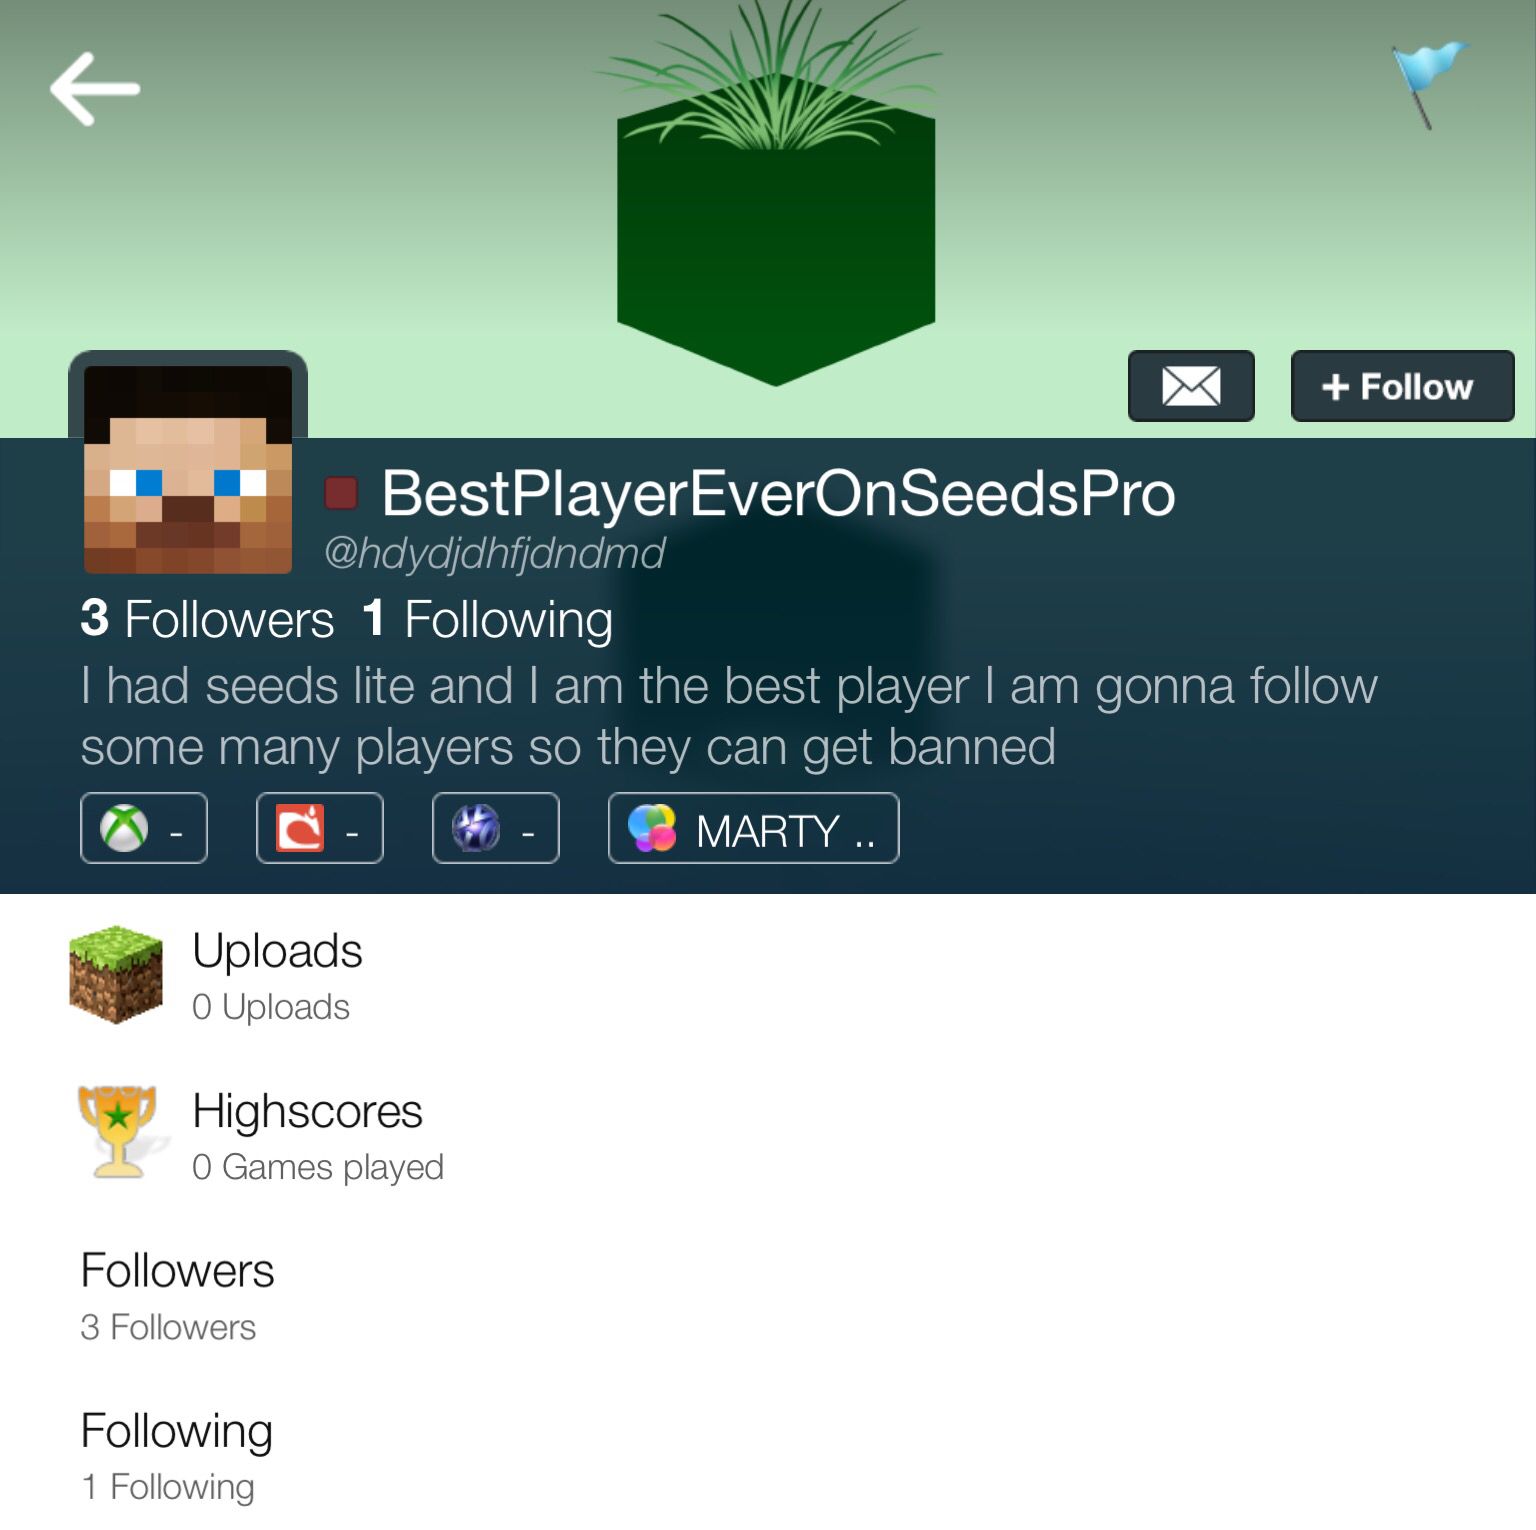 + Follow
BestPlayerEverOnSeedsPro
@hdydjdhfjdndmd
3 Followers 1 Following
I had seeds lite and I am the best player I am gonna follow
some many players so they can get banned
- - - MARTY ..
Uploads
0 Uploads
Highscores
0 Games played
Followers
3 Followers
Following
1 Following